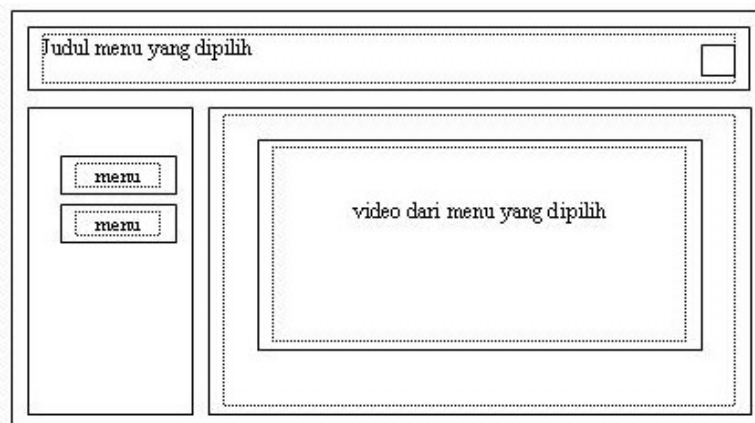 Judul menu yang dipilih
menu
menu
video dari menu yang dipilih